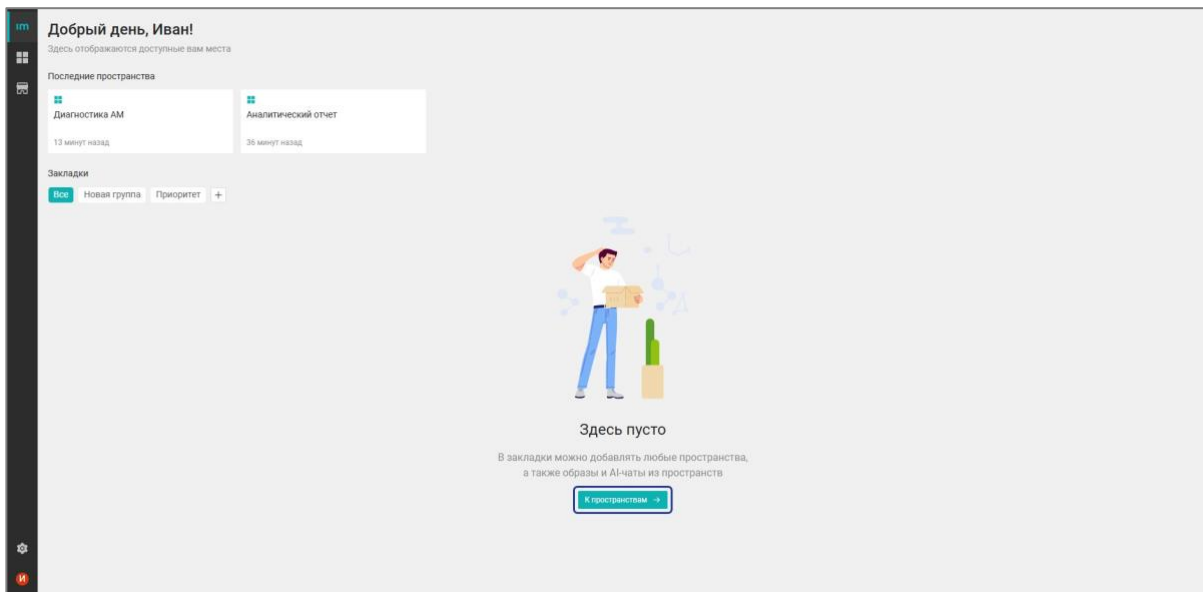 ım
Добрый день, Иван!
Здесь отображаются доступные вам места
Последние пространства
Диагностика АМ
13 минут назад
Аналитический отчет
36 минут назад
Закладки
Все Новая группа Приоритет +
Здесь пусто
В закладки можно добавлять любые пространства,
а также образы и AI-чаты из пространств
К пространствам →
И